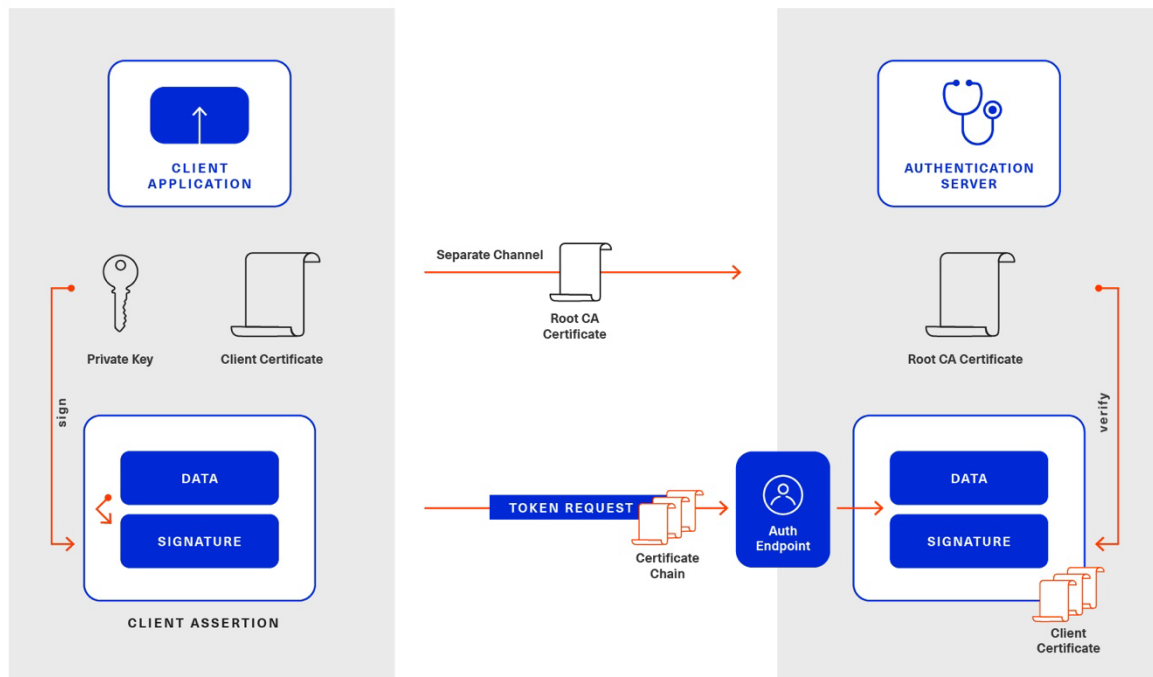 CLIENT
APPLICATION
AUTHENTICATION
SERVER
Separate Channel
Root CA
Certificate
Private Key
Client Certificate
Root CA Certificate
sign
verify
DATA
SIGNATURE
CLIENT ASSERTION
TOKEN REQUEST
Certificate
Chain
Auth
Endpoint
DATA
SIGNATURE
Client
Certificate